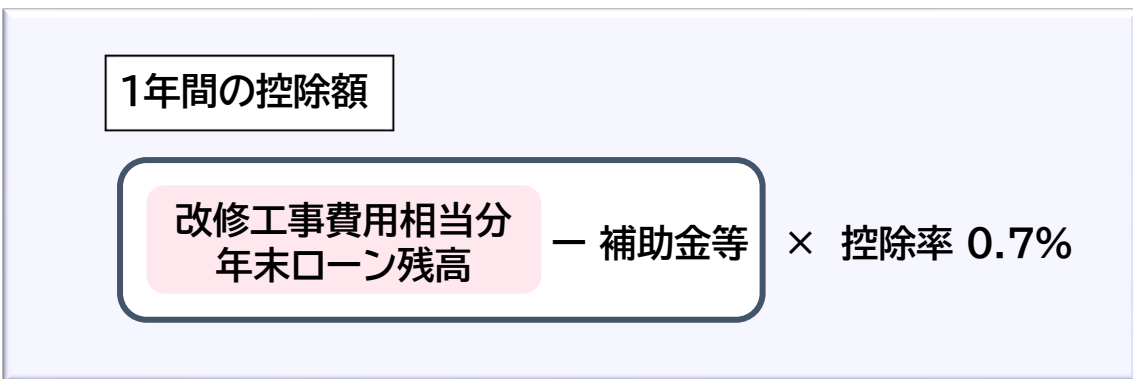 1年間の控除額
改修工事費用相当分
年末ローン残高
ー 補助金等 × 控除率 0.7%